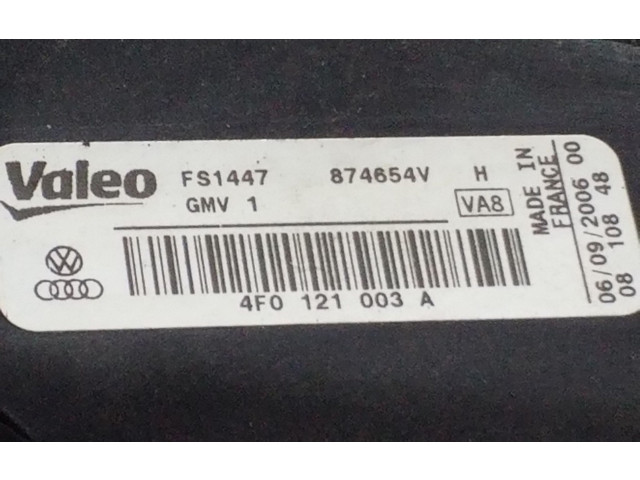 Valeo FS1447 874654V H
GMV 1 VA8
4F0 121 003 A
MADE IN
FRANCE
06/09/2006 00
08 108 48